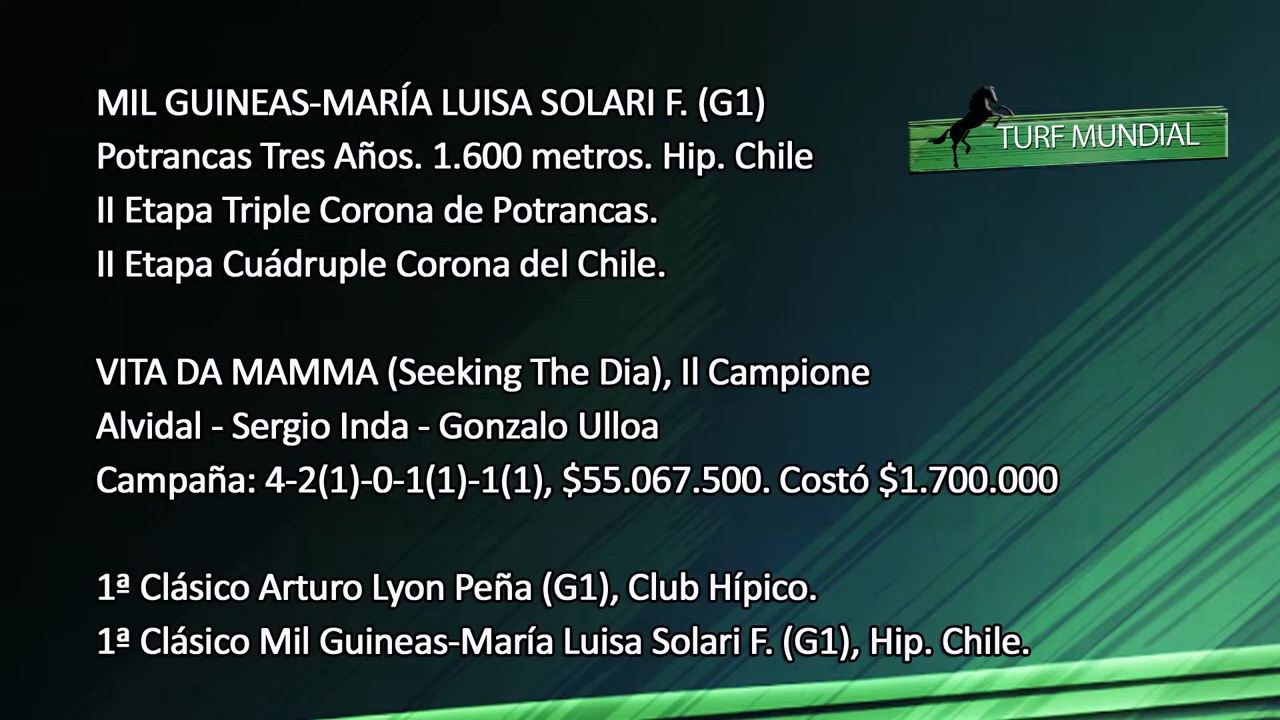 MIL GUINEAS-MARÍA LUISA SOLARI F. (G1)
TURF MUNDIAL
Potrancas Tres Años. 1.600 metros. Hip. Chile
II Etapa Triple Corona de Potrancas.
II Etapa Cuádruple Corona del Chile.
VITA DA MAMMA (Seeking The Dia), Il Campione
Alvidal - Sergio Inda - Gonzalo Ulloa
Campaña: 4-2(1)-0-1(1)-1(1), $55.067.500. Costó $1.700.000
1ª Clásico Arturo Lyon Peña (G1), Club Hípico.
1ª Clásico Mil Guineas-María Luisa Solari F. (G1), Hip. Chile.